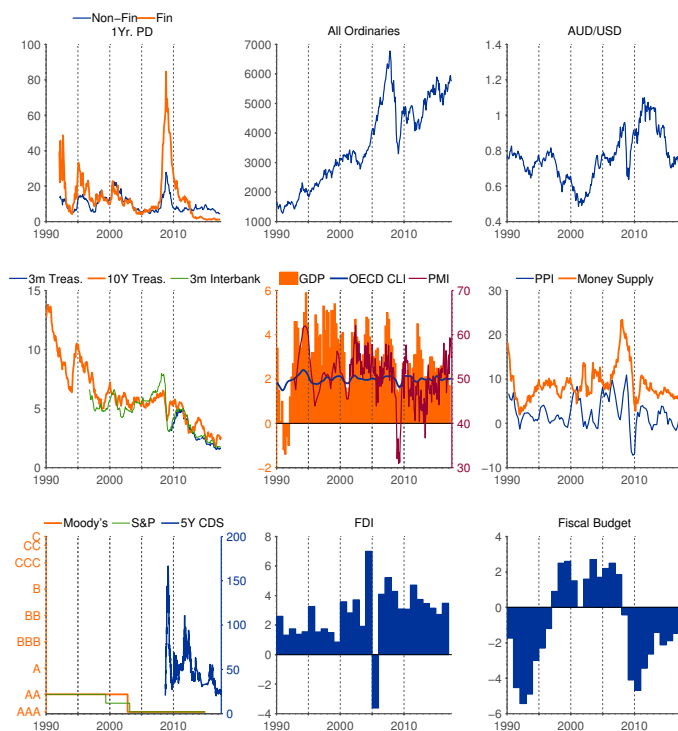 Non-Fin Fin
1Yr. PD
100
80
60
40
20
0
1990 2000 2010
All Ordinaries
7000
6000
5000
4000
3000
2000
1000
1990 2000 2010
AUD/USD
1.4
1.2
1
0.8
0.6
0.4
1990 2000 2010
3m Treas. 10Y Treas. 3m Interbank
15
10
5
0
1990 2000 2010
GDP OECD CLI PMI
6 70
4 60
2 50
0 40
−2 30
1990 2000 2010
PPI Money Supply
30
20
10
0
−10
1990 2000 2010
Moody's S&P 5Y CDS
C 200
CC
CCC
150
B
BB 100
BBB
A 50
AA
AAA 0
1990 2000 2010
FDI
8
6
4
2
0
−2
−4
1990 2000 2010
Fiscal Budget
4
2
0
−2
−4
−6
1990 2000 2010